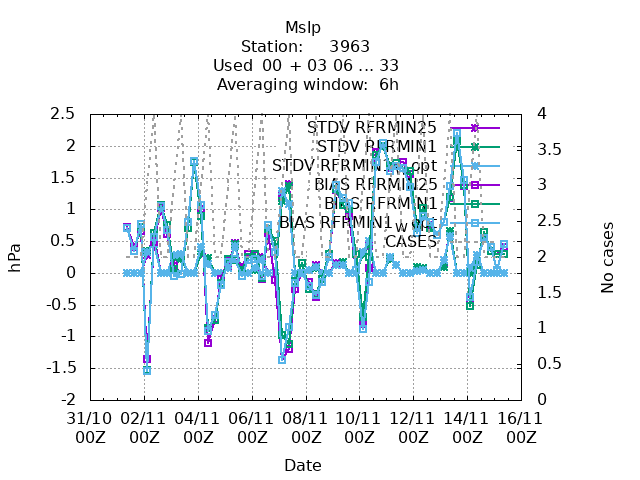 Mslp
Station: 3963
Used 00 + 03 06 ... 33
Averaging window: 6h
2.5
2
1.5
1
0.5
0
-0.5
-1
-1.5
-2
hPa
4
3.5
3
2.5
2
1.5
1
0.5
0
No cases
STDV RFRMIN25
STDV RFRMIN1
BIAS RFRMIN25
BIAS RFRMIN1
CASES
31/10 02/11 04/11 06/11 08/11 10/11 12/11 14/11 16/11
00Z 00Z 00Z 00Z 00Z 00Z 00Z 00Z 00Z
Date